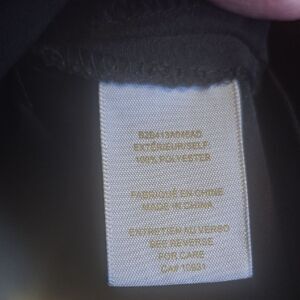 EXTÉRIEUR/SELF:
100% POLYESTER
FABRIQUÉ EN CHINE
MADE IN CHINA
ENTRETIEN AU VERSO
SEE REVERSE
FOR CARE